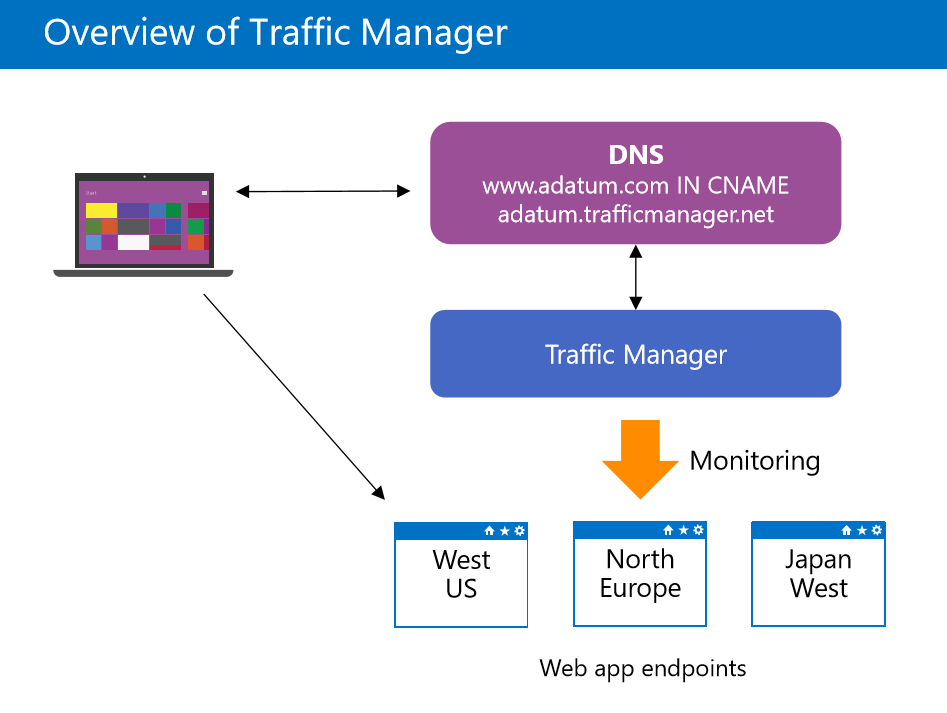 Overview of Traffic Manager
Start
DNS
www.adatum.com IN CNAME
adatum.trafficmanager.net
Traffic Manager
Monitoring
West
US
North
Europe
Japan
West
Web app endpoints